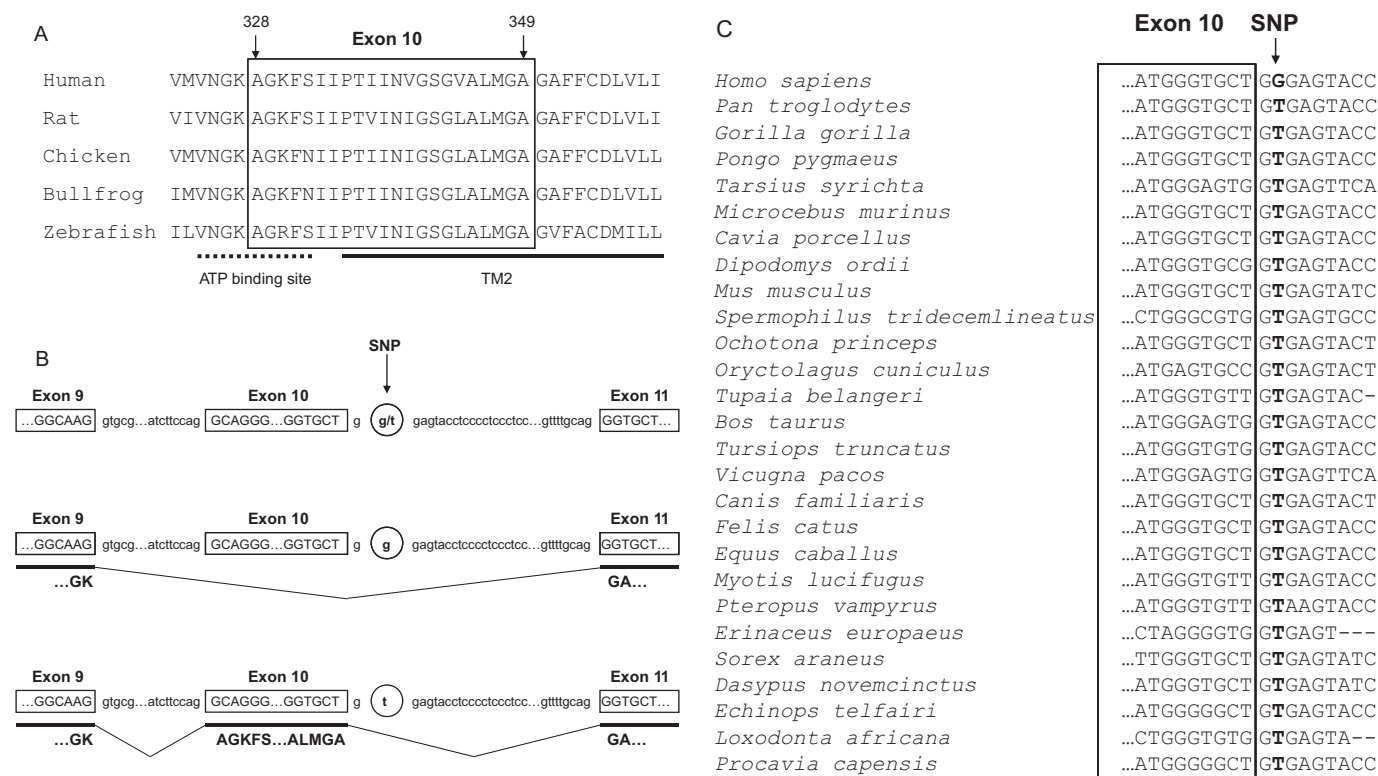 A
328
349
Exon 10
Human VMVNGK AGKFSIIPTIINVGSGVALMGA GAFFCDLVLI
Rat VIVNGK AGKFSIIPTVINIGSGLALMGA GAFFCDLVLI
Chicken VMVNGK AGKFNIIPTIINIGSGLALMGA GAFFCDLVLL
Bullfrog IMVNGK AGKFNIIPTIINIGSGLALMGA GAFFCDLVLL
Zebrafish ILVNGK AGRFSIIPTVINIGSGLALMGA GVFACDMILL
ATP binding site
TM2
B
SNP
Exon 9 Exon 10 Exon 11
...GGCAAG gtgcg...atcttccag GCAGGG...GGTGCT g g/t gagtacctcccctccctcc...gttttgcag GGTGCT...
Exon 9 Exon 10 Exon 11
...GGCAAG gtgcg...atcttccag GCAGGG...GGTGCT g g gagtacctcccctccctcc...gttttgcag GGTGCT...
...GK GA...
Exon 9 Exon 10 Exon 11
...GGCAAG gtgcg...atcttccag GCAGGG...GGTGCT g t gagtacctcccctccctcc...gttttgcag GGTGCT...
...GK AGKFS...ALMGA GA...
C
Exon 10 SNP
Homo sapiens ...ATGGGTGCT GGGAGTACC
Pan troglodytes ...ATGGGTGCT GTGAGTACC
Gorilla gorilla ...ATGGGTGCT GTGAGTACC
Pongo pygmaeus ...ATGGGTGCT GTGAGTACC
Tarsius syrichta ...ATGGGAGTG GTGAGTTCA
Microcebus murinus ...ATGGGTGCT GTGAGTACC
Cavia porcellus ...ATGGGTGCT GTGAGTACC
Dipodomys ordii ...ATGGGTGCG GTGAGTACC
Mus musculus ...ATGGGTGCT GTGAGTATC
Spermophilus tridecemlineatus ...CTGGGCGTG GTGAGTGCC
Ochotona princeps ...ATGGGTGCT GTGAGTACT
Oryctolagus cuniculus ...ATGAGTGCC GTGAGTACT
Tupaia belangeri ...ATGGGTGTT GTGAGTAC-
Bos taurus ...ATGGGAGTG GTGAGTACC
Tursiops truncatus ...ATGGGTGTG GTGAGTACC
Vicugna pacos ...ATGGGAGTG GTGAGTTCA
Canis familiaris ...ATGGGTGCT GTGAGTACT
Felis catus ...ATGGGTGCT GTGAGTACC
Equus caballus ...ATGGGTGCT GTGAGTACC
Myotis lucifugus ...ATGGGTGTT GTGAGTACC
Pteropus vampyrus ...ATGGGTGTT GTAAGTACC
Erinaceus europaeus ...CTAGGGGTG GTGAGT---
Sorex araneus ...TTGGGTGCT GTGAGTATC
Dasypus novemcinctus ...ATGGGTGCT GTGAGTATC
Echinops telfairi ...ATGGGGGCT GTGAGTACC
Loxodonta africana ...CTGGGTGTG GTGAGTA--
Procavia capensis ...ATGGGGGCT GTGAGTACC